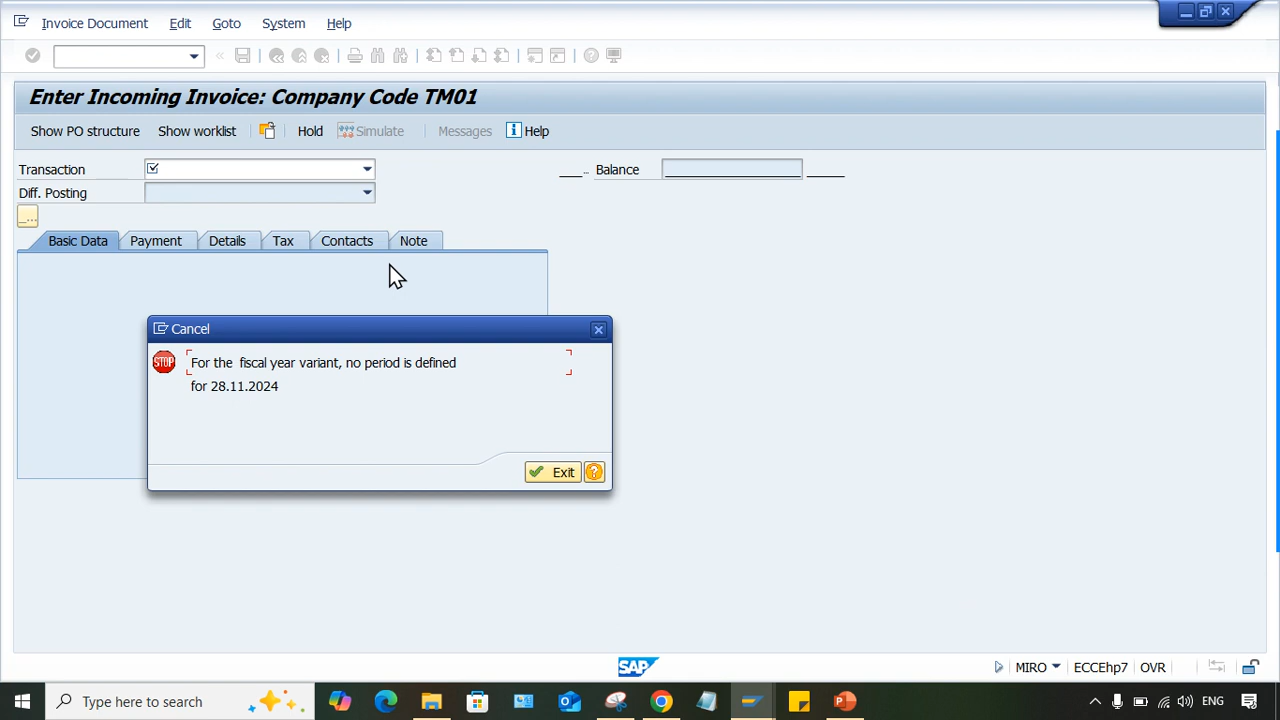 Invoice Document Edit Goto System Help
Enter Incoming Invoice: Company Code TM01
Show PO structure Show worklist Hold Simulate Messages Help
Transaction
... Balance
Diff. Posting
...
Basic Data Payment Details Tax Contacts Note
Cancel
STOP For the fiscal year variant, no period is defined
for 28.11.2024
Exit
SAP
MIRO ECCEhp7 OVR
Type here to search
ENG